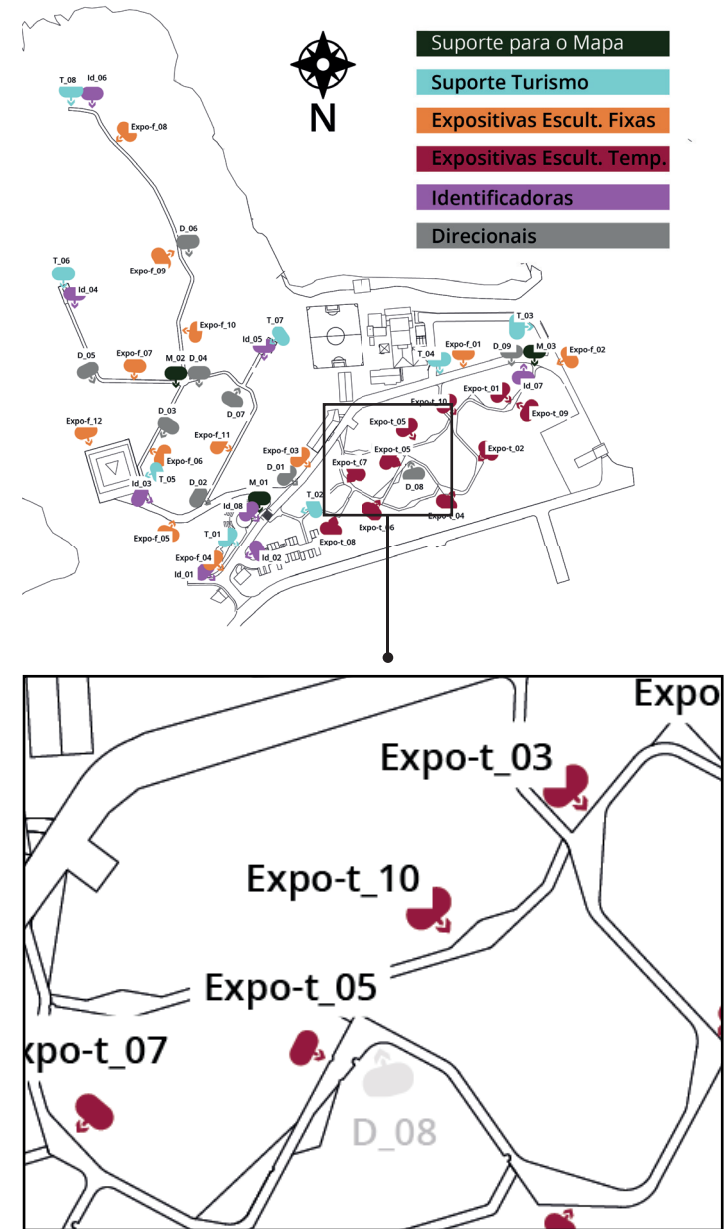 Suporte para o Mapa
Suporte Turismo
Expositivas Escult. Fixas
Expositivas Escult. Temp.
Identificadoras
Direcionais
N
T_08
Id_06
Expo-f_08
D_06
Expo-f_09
T_06
Id_04
Expo-f_10
T_07
Id_05
T_03
D_05
Expo-f_07
M_02
D_04
D_07
T_04
Expo-f_01
D_09
M_03
Expo-f_02
Id_07
Expo-t_01
Expo-t_10
Expo-t_09
D_03
Expo-f_12
Expo-f_11
Expo-t_05
Expo-t_02
Expo-f_03
Expo-f_06
Expo-t_05
D_01
Expo-t_07
T_05
D_08
Id_03
D_02
M_01
T_02
Id_08
Expo-t_04
Expo-f_05
T_01
Expo-t_06
Expo-t_08
Expo-f_04
Id_02
Id_01
Expo
Expo-t_03
Expo-t_10
Expo-t_05
xpo-t_07
D_08